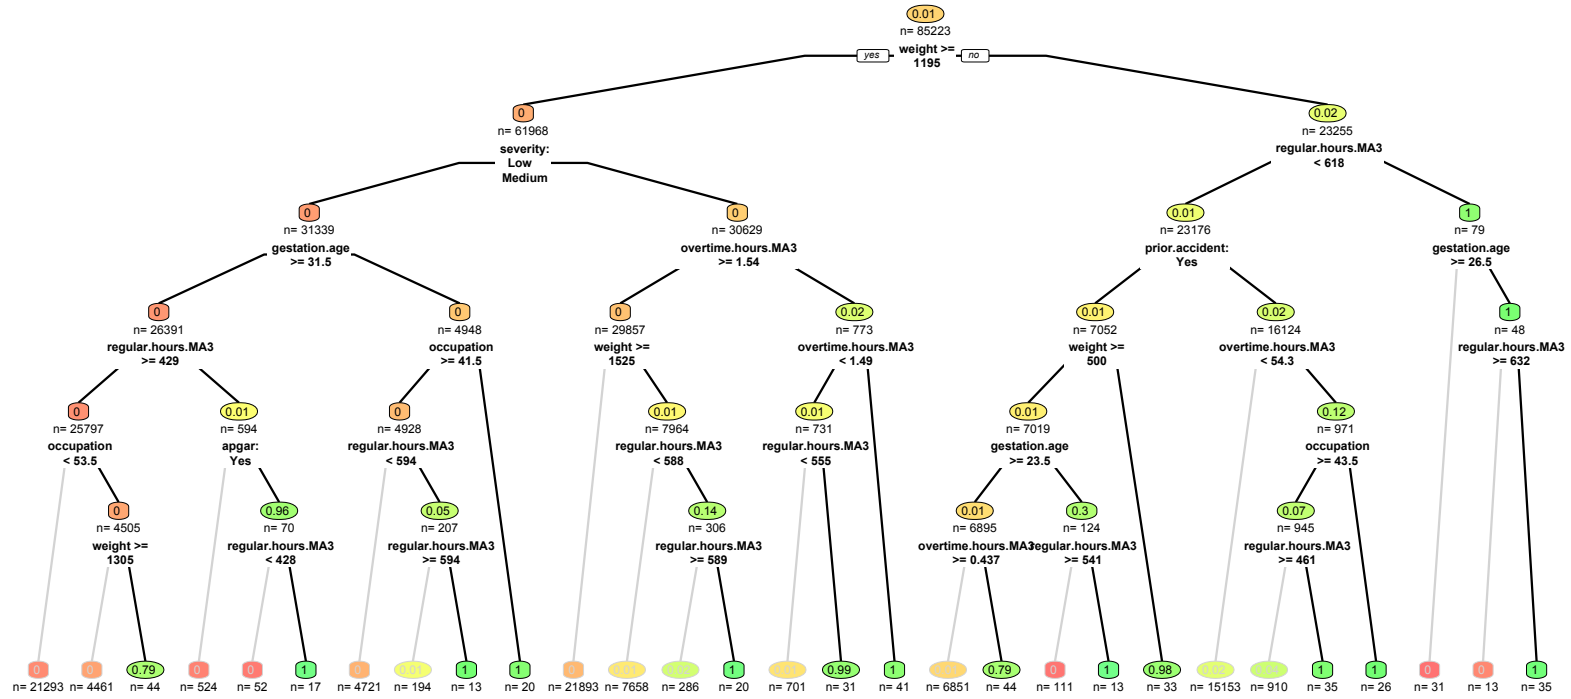 0.01
n= 85223
yes weight >= no
1195
0 0.02
n= 61968 n= 23255
severity: regular.hours.MA3
Low < 618
Medium
0 0 0.01 1
n= 31339 n= 30629 n= 23176 n= 79
gestation.age overtime.hours.MA3 prior.accident: gestation.age
>= 31.5 >= 1.54 Yes >= 26.5
0 0 0 0.02 0.01 0.02 1
n= 26391 n= 4948 n= 29857 n= 773 n= 7052 n= 16124 n= 48
regular.hours.MA3 occupation weight >= overtime.hours.MA3 weight >= overtime.hours.MA3 regular.hours.MA3
>= 429 >= 41.5 1525 < 1.49 500 < 54.3 >= 632
0 0.01 0 0.01 0.01 0.01 0.12
n= 25797 n= 594 n= 4928 n= 7964 n= 731 n= 7019 n= 971
occupation apgar: regular.hours.MA3 regular.hours.MA3 regular.hours.MA3 gestation.age occupation
< 53.5 Yes < 594 < 588 < 555 >= 23.5 >= 43.5
0 0.96 0.05 0.14 0.01 0.3 0.07
n= 4505 n= 70 n= 207 n= 306 n= 6895 n= 124 n= 945
weight >= regular.hours.MA3 regular.hours.MA3 regular.hours.MA3 overtime.hours.MA3 regular.hours.MA3 regular.hours.MA3
1305 < 428 >= 594 >= 589 >= 0.437 >= 541 >= 461
0 0 0.79 0 0 1 0 0.01 1 1 0 0.01 0.02 1 0.01 0.99 1 0.01 0.79 0 1 0.98 0.02 0.04 1 1 0 0 1
n= 21293 n= 4461 n= 44 n= 524 n= 52 n= 17 n= 4721 n= 194 n= 13 n= 20 n= 21893 n= 7658 n= 286 n= 20 n= 701 n= 31 n= 41 n= 6851 n= 44 n= 111 n= 13 n= 33 n= 15153 n= 910 n= 35 n= 26 n= 31 n= 13 n= 35